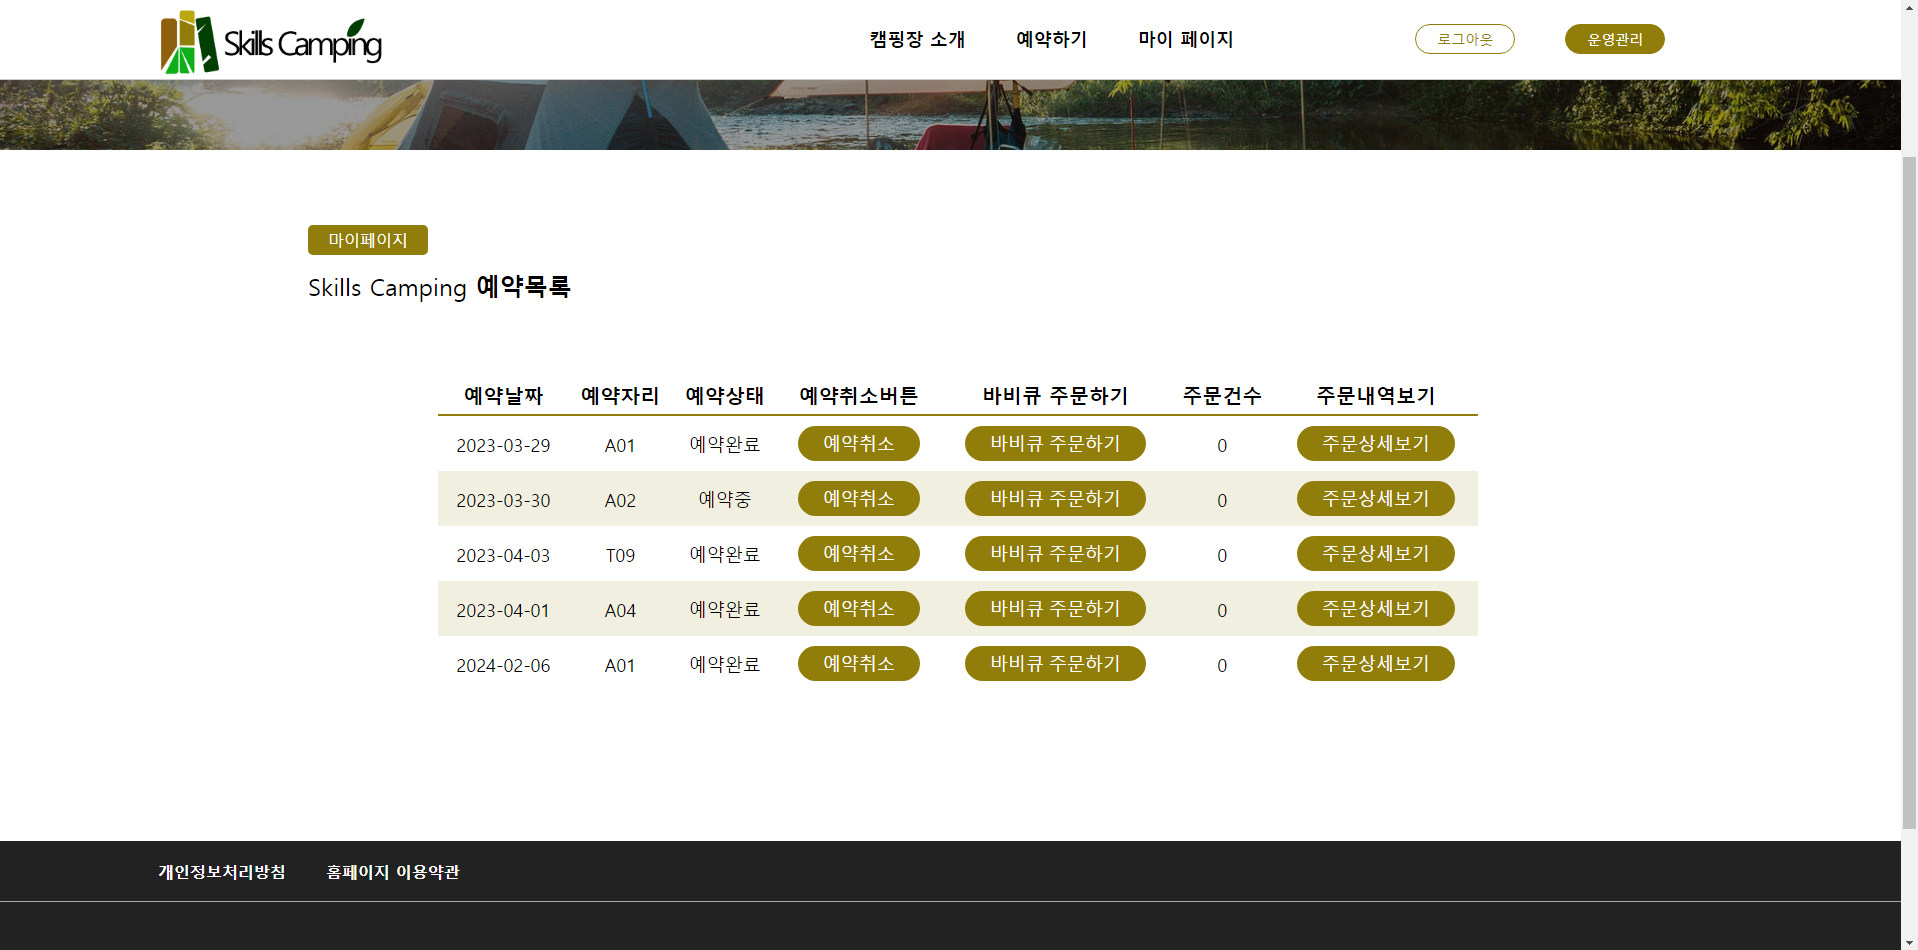 Skills Camping 캠핑장 소개 예약하기 마이 페이지 로그아웃 운영관리
마이페이지
Skills Camping 예약목록
예약날짜 예약자리 예약상태 예약취소버튼 바비큐 주문하기 주문건수 주문내역보기
2023-03-29 A01 예약완료 예약취소 바비큐 주문하기 0 주문상세보기
2023-03-30 A02 예약중 예약취소 바비큐 주문하기 0 주문상세보기
2023-04-03 T09 예약완료 예약취소 바비큐 주문하기 0 주문상세보기
2023-04-01 A04 예약완료 예약취소 바비큐 주문하기 0 주문상세보기
2024-02-06 A01 예약완료 예약취소 바비큐 주문하기 0 주문상세보기
개인정보처리방침 홈페이지 이용약관